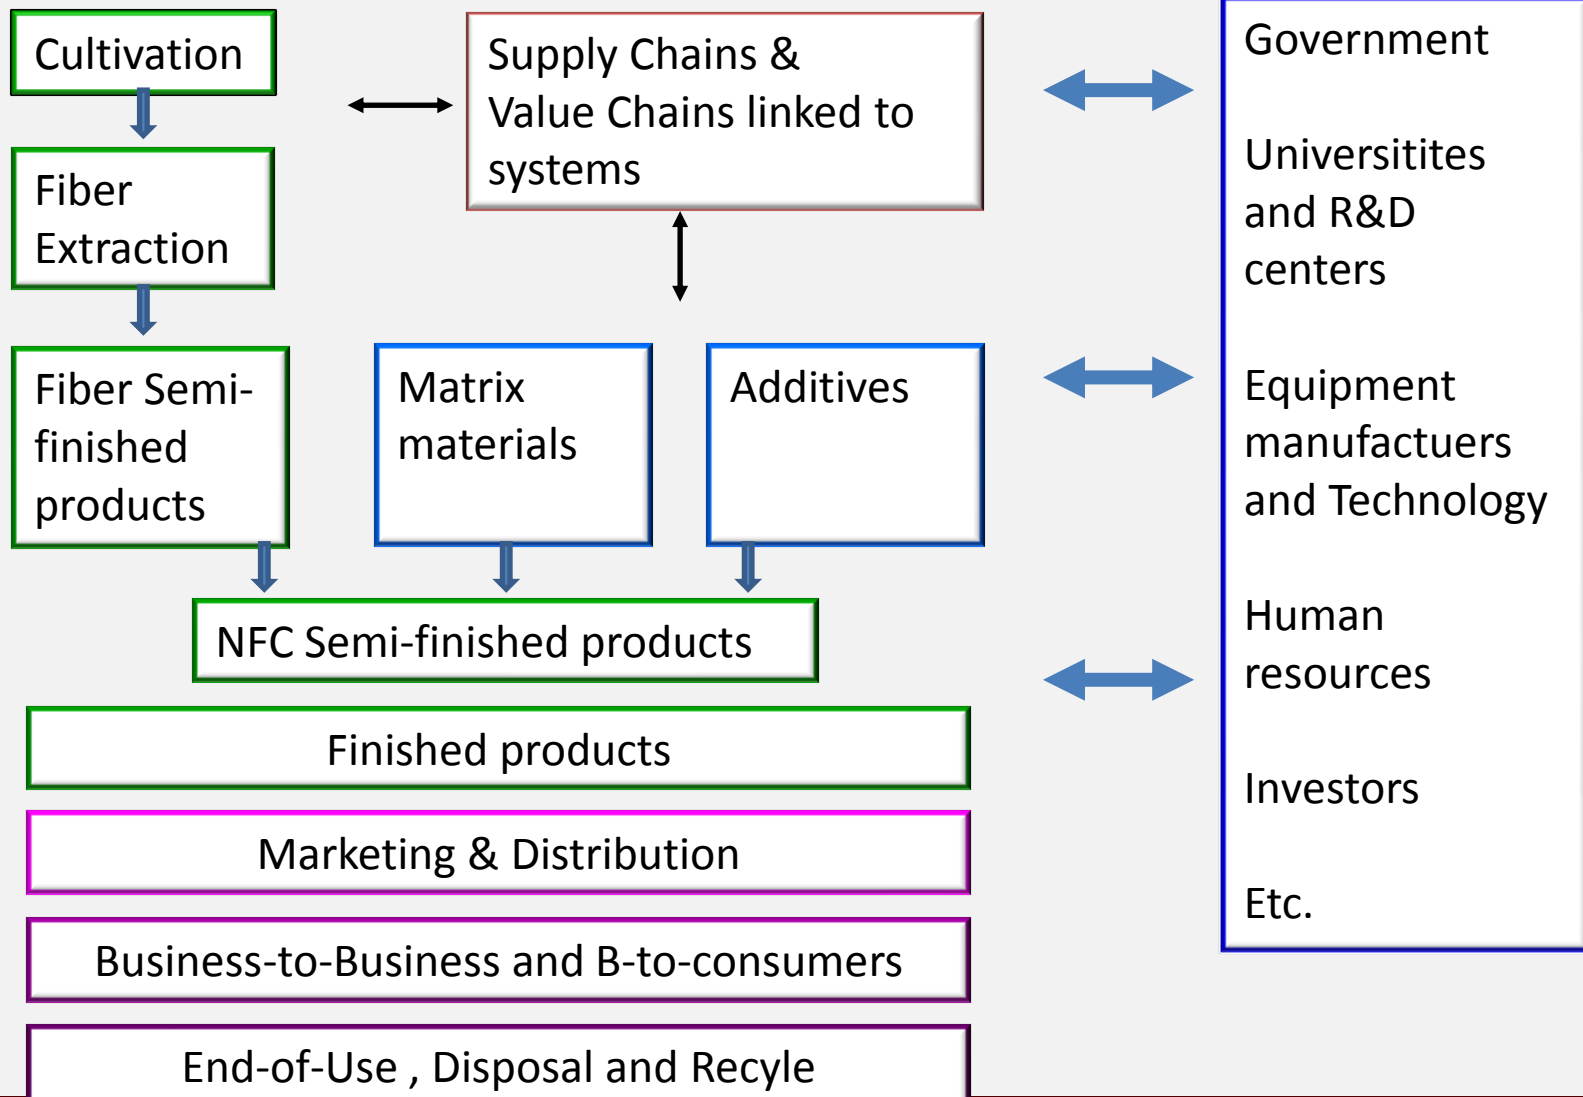 Cultivation
Supply Chains &
Value Chains linked to
systems
Fiber
Extraction
Fiber Semi-
finished
products
Matrix
materials
Additives
NFC Semi-finished products
Finished products
Marketing & Distribution
Business-to-Business and B-to-consumers
End-of-Use , Disposal and Recyle
Government
Universitites
and R&D
centers
Equipment
manufactuers
and Technology
Human
resources
Investors
Etc.